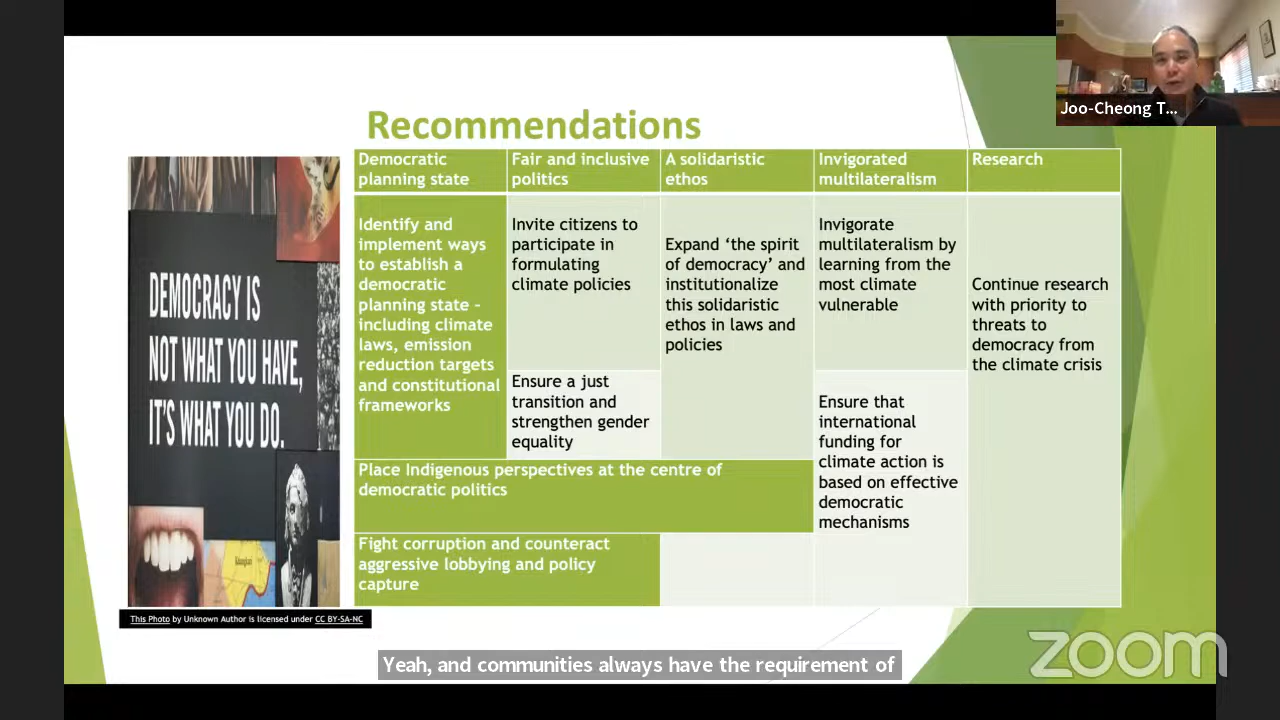 Joo-Cheong T...
Recommendations
Democratic
planning state
Fair and inclusive
politics
A solidaristic
ethos
Invigorated
multilateralism
Research
Identify and
implement ways
to establish a
democratic
planning state –
including climate
laws, emission
reduction targets
and constitutional
frameworks
Invite citizens to
participate in
formulating
climate policies
Expand ‘the spirit
of democracy’ and
institutionalize
this solidaristic
ethos in laws and
policies
Invigorate
multilateralism by
learning from the
most climate
vulnerable
Continue research
with priority to
threats to
democracy from
the climate crisis
Ensure a just
transition and
strengthen gender
equality
Ensure that
international
funding for
climate action is
based on effective
democratic
mechanisms
Place Indigenous perspectives at the centre of
democratic politics
Fight corruption and counteract
aggressive lobbying and policy
capture
DEMOCRACY IS
NOT WHAT YOU HAVE,
IT'S WHAT YOU DO.
This Photo by Unknown Author is licensed under CC BY-SA-NC
Yeah, and communities always have the requirement of
zoom